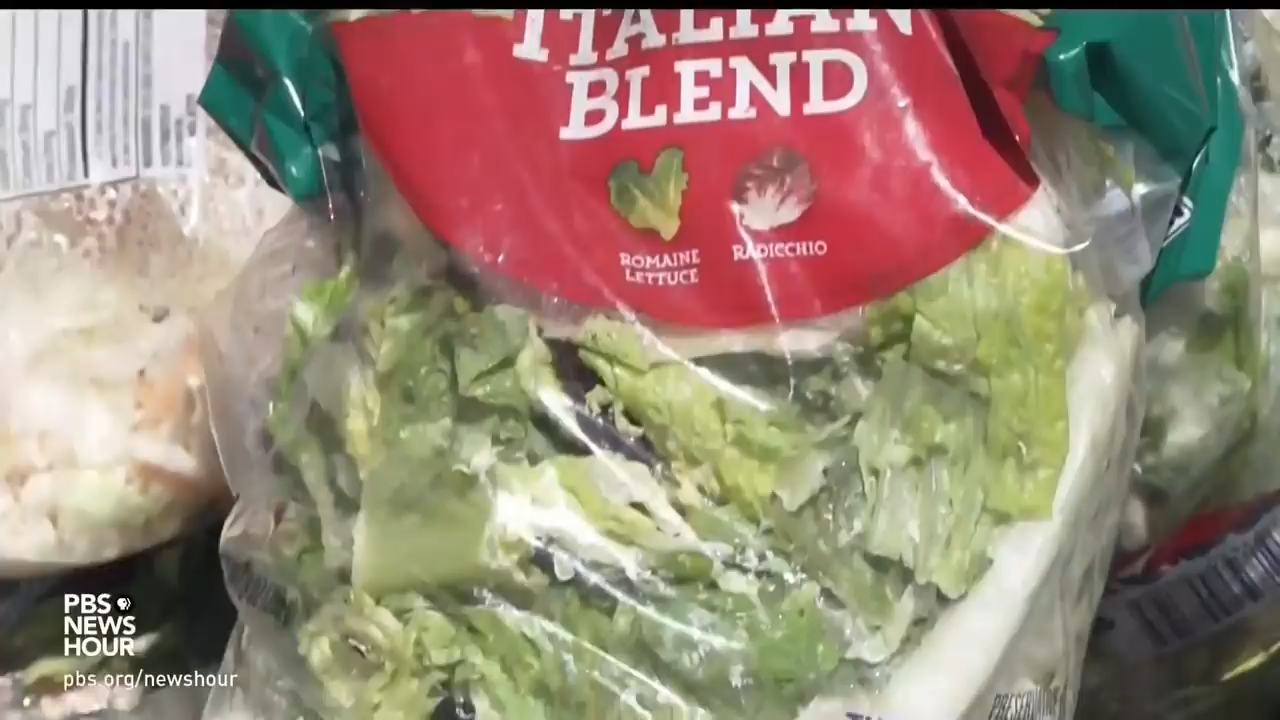 ITALIAN
BLEND
ROMAINE
LETTUCE
RADICCHIO
PBS
NEWS
HOUR
pbs.org/newshour